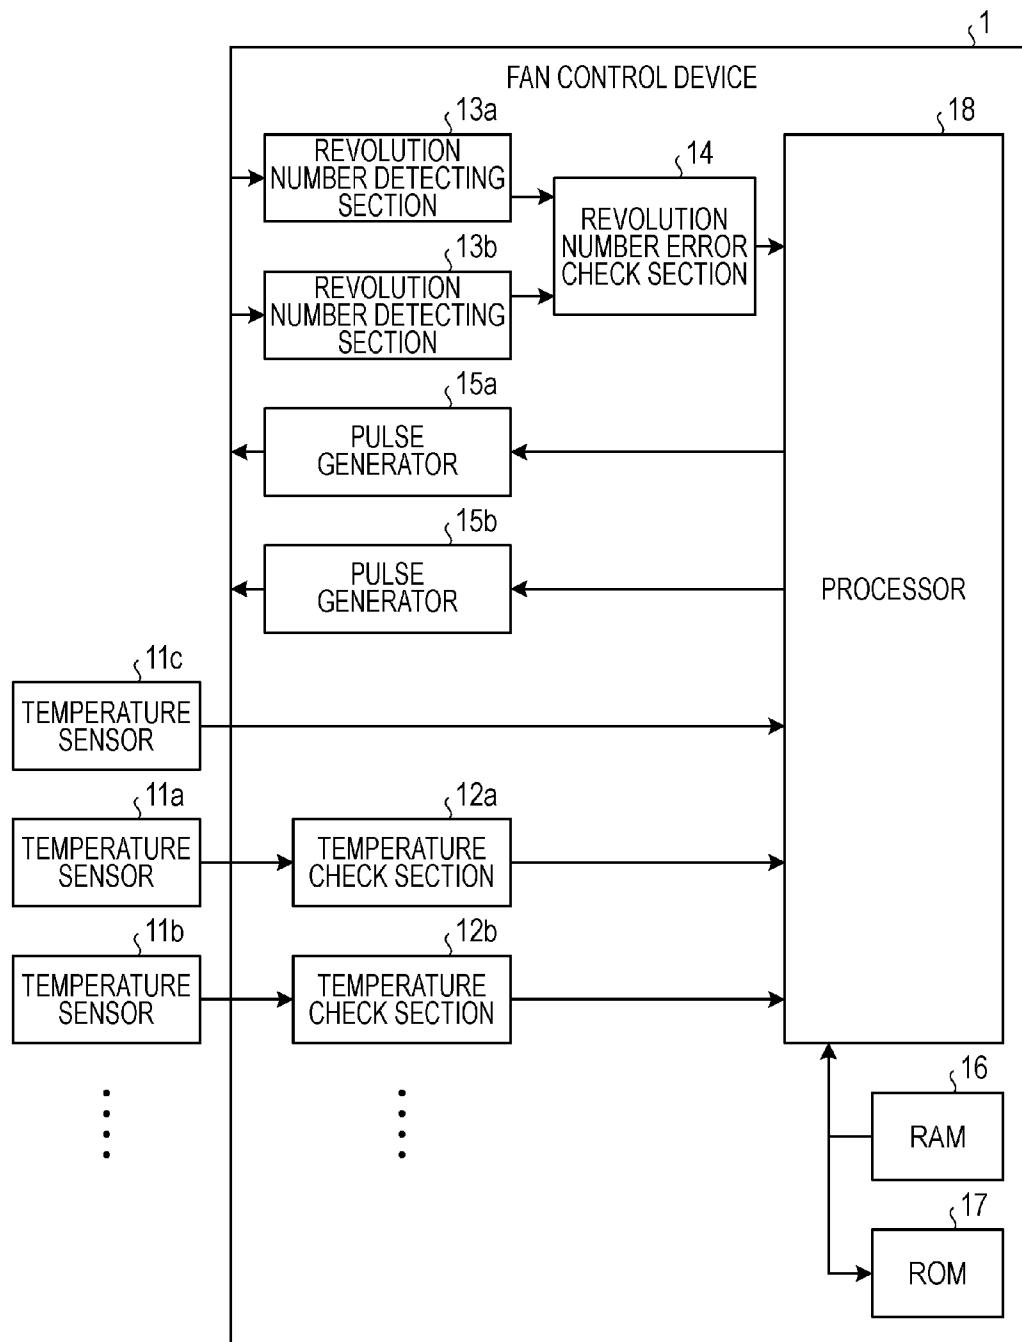 1
FAN CONTROL DEVICE
13a
REVOLUTION
NUMBER DETECTING
SECTION
18
14
REVOLUTION
NUMBER ERROR
CHECK SECTION
13b
REVOLUTION
NUMBER DETECTING
SECTION
15a
PULSE
GENERATOR
15b
PULSE
GENERATOR
PROCESSOR
11c
TEMPERATURE
SENSOR
11a
TEMPERATURE
SENSOR
12a
TEMPERATURE
CHECK SECTION
11b
TEMPERATURE
SENSOR
12b
TEMPERATURE
CHECK SECTION
16
RAM
17
ROM